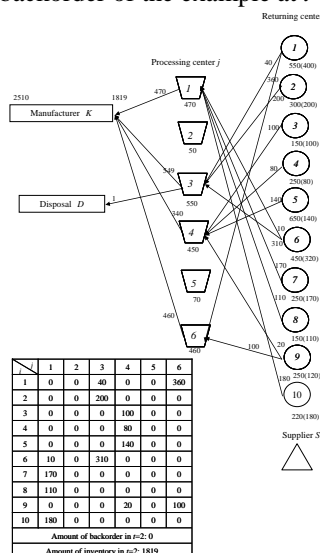 backorder of the example at
Returning center
Processing center j
2510
1819
Manufacturer K
Disposal D
1
470
1
470
2
50
549
3
550
340
4
450
5
70
460
6
460
40
360
200
100
80
140
10
310
170
110
20
180
100
1
550(400)
2
300(200)
3
150(100)
4
250(80)
5
650(140)
6
450(320)
7
250(170)
8
150(110)
9
250(120)
10
220(180)
Supplier S
i j 1 2 3 4 5 6
1 0 0 40 0 0 360
2 0 0 200 0 0 0
3 0 0 0 100 0 0
4 0 0 0 80 0 0
5 0 0 0 140 0 0
6 10 0 310 0 0 0
7 170 0 0 0 0 0
8 110 0 0 0 0 0
9 0 0 0 20 0 100
10 180 0 0 0 0 0
Amount of backorder in t=2: 0
Amount of inventory in t=2: 1819